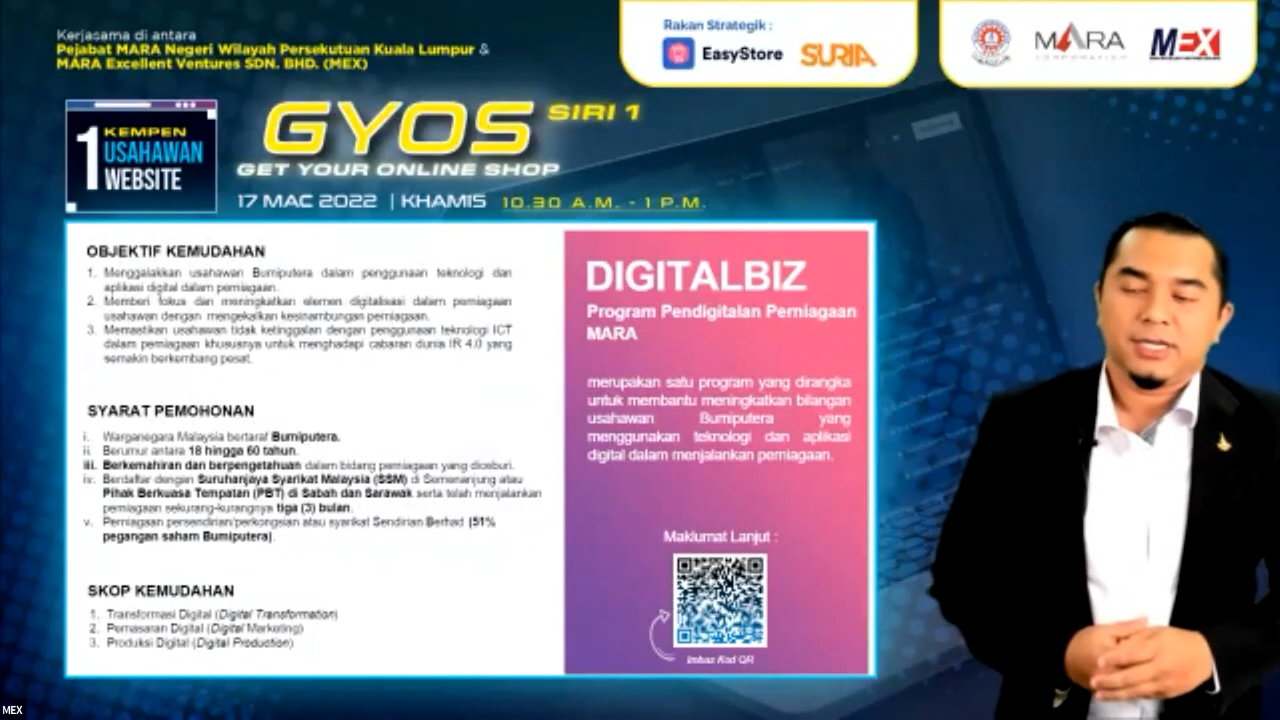 Kerjasama di antara
Pejabat MARA Negeri Wilayah Persekutuan Kuala Lumpur &
MARA Excellent Ventures SDN. BHD. (MEX)
Rakan Strategik :
EasyStore SURIA
MARA
CORPORATION
MEX
1 KEMPEN
USAHAWAN
WEBSITE
GYOS SIRI 1
GET YOUR ONLINE SHOP
17 MAC 2022 | KHAMIS 10.30 A.M. - 1 P.M.
OBJEKTIF KEMUDAHAN
1. Menggalakkan usahawan Bumiputera dalam penggunaan teknologi dan
aplikasi digital dalam perniagaan.
2. Memberi fokus dan meningkatkan elemen digitalisasi dalam perniagaan
usahawan dengan mengekalkan kesinambungan perniagaan.
3. Memastikan usahawan tidak ketinggalan dengan penggunaan teknologi ICT
dalam perniagaan khususnya untuk menghadapi cabaran dunia IR 4.0 yang
semakin berkembang pesat.
SYARAT PEMOHONAN
i. Warganegara Malaysia bertaraf Bumiputera.
ii. Berumur antara 18 hingga 60 tahun.
iii. Berkemahiran dan berpengetahuan dalam bidang perniagaan yang diceburi.
iv. Berdaftar dengan Suruhanjaya Syarikat Malaysia (SSM) di Semenanjung atau
Pihak Berkuasa Tempatan (PBT) di Sabah dan Sarawak serta telah menjalankan
perniagaan sekurang-kurangnya tiga (3) bulan.
v. Perniagaan persendirian/perkongsian atau syarikat Sendirian Berhad (51%
pegangan saham Bumiputera).
SKOP KEMUDAHAN
1. Transformasi Digital (Digital Transformation)
2. Pemasaran Digital (Digital Marketing)
3. Produksi Digital (Digital Production)
DIGITALBIZ
Program Pendigitalan Perniagaan
MARA
merupakan satu program yang dirangka
untuk membantu meningkatkan bilangan
usahawan Bumiputera yang
menggunakan teknologi dan aplikasi
digital dalam menjalankan perniagaan.
Maklumat Lanjut :
Imbas Kod QR
MEX